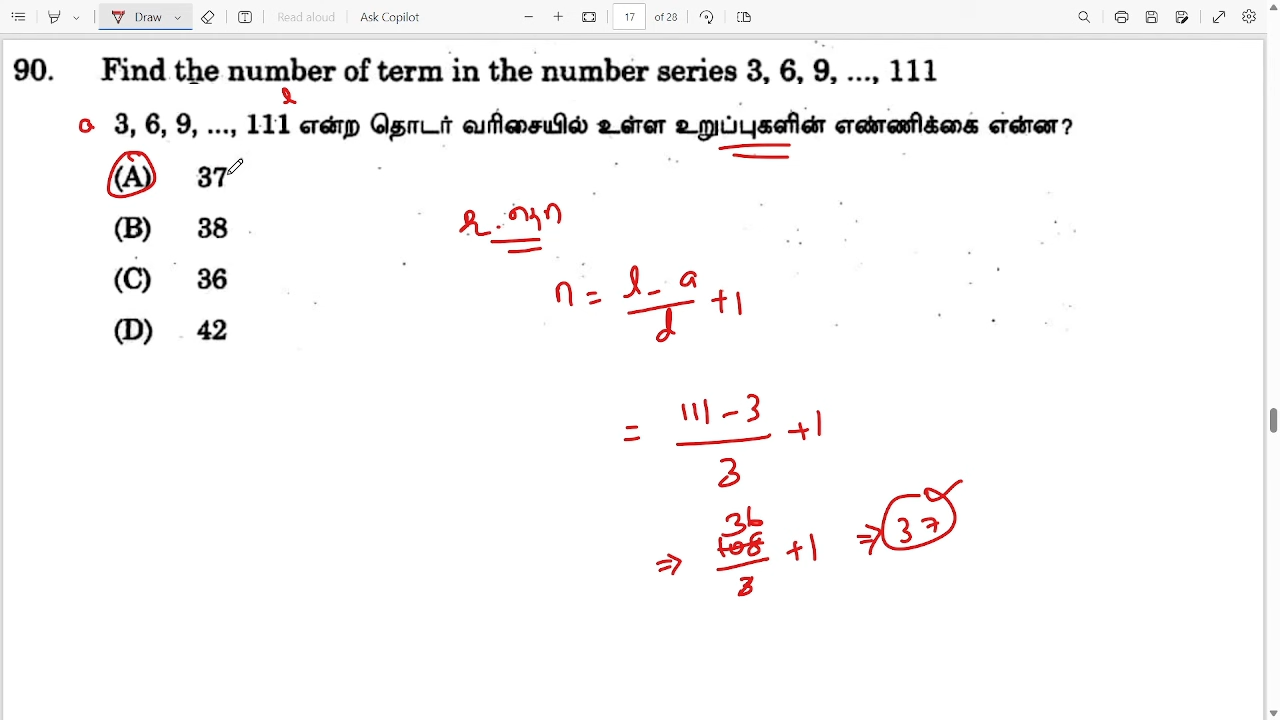 Draw
Read aloud
Ask Copilot
17
of 28
90. Find the number of term in the number series 3, 6, 9, ..., 111
l
a 3, 6, 9, ..., 111 என்ற தொடர் வரிசையில் உள்ள உறுப்புகளின் எண்ணிக்கை என்ன?
(A) 37
(B) 38
(C) 36
(D) 42
n = l - a / d + 1
= 111 - 3 / 3 + 1
⇒ 36
108 / 3 + 1 ⇒ 37